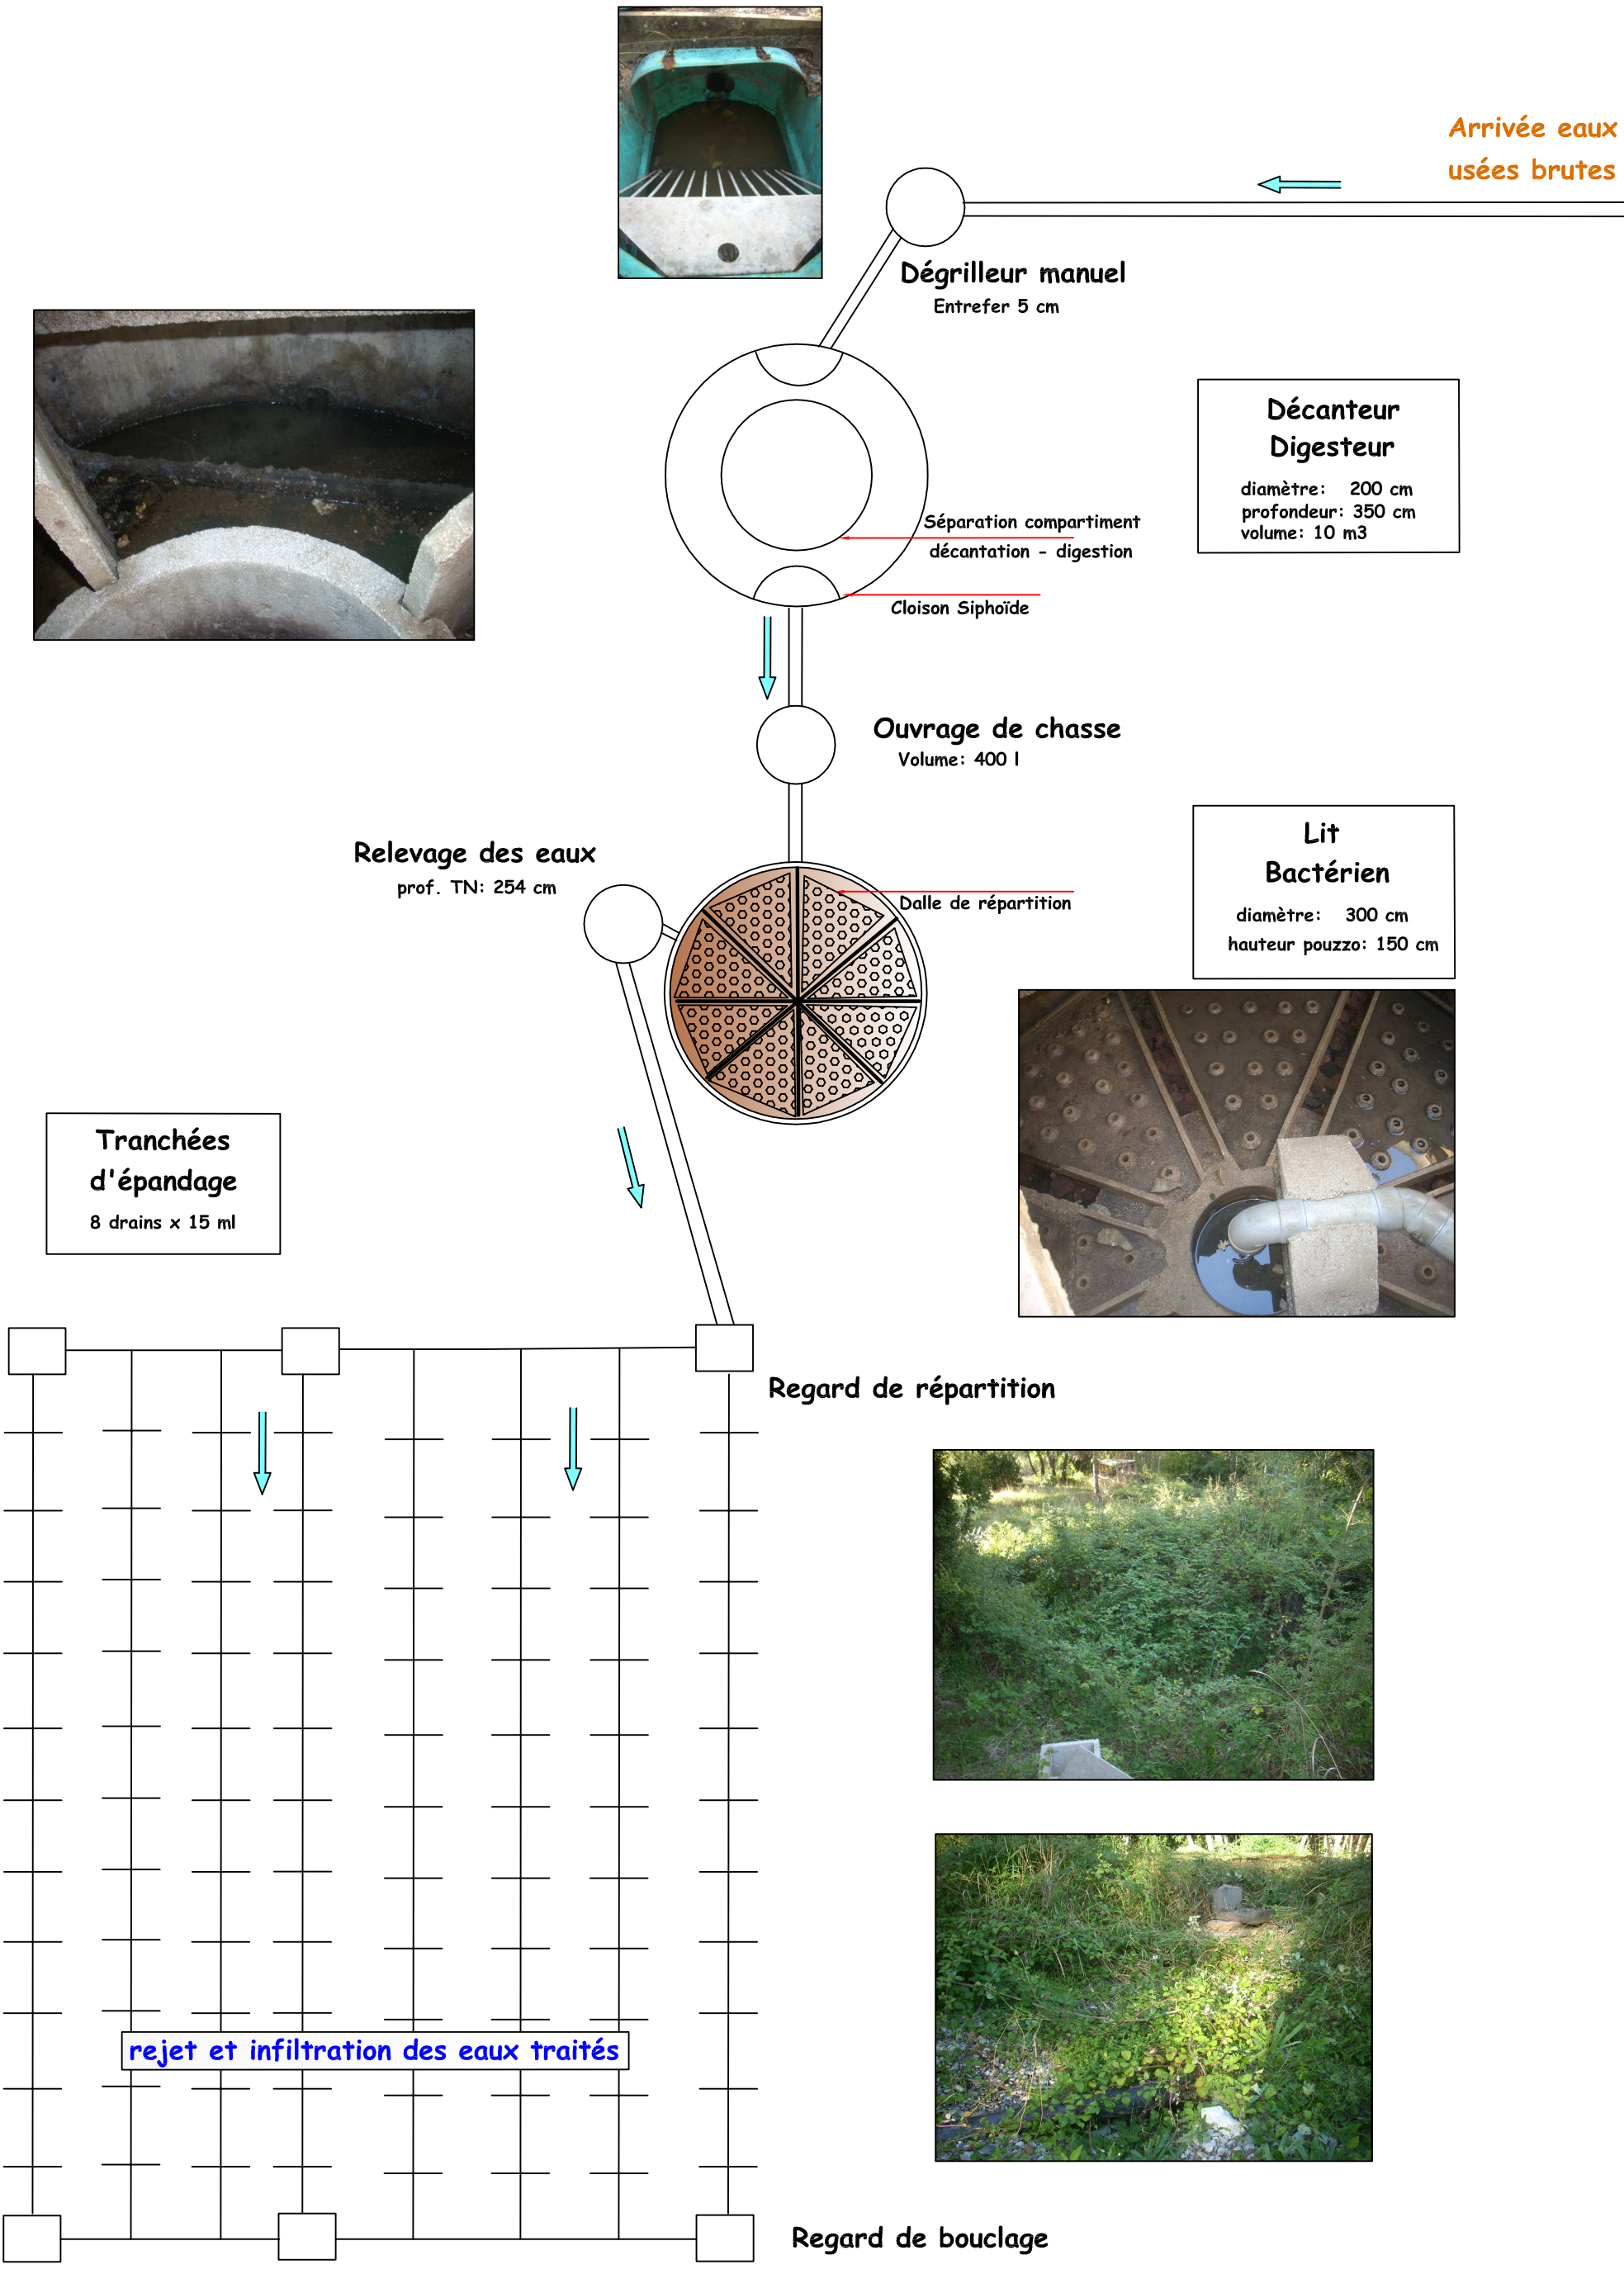 Arrivée eaux
usées brutes
Dégrilleur manuel
Entrefer 5 cm
Décanteur
Digesteur
diamètre: 200 cm
profondeur: 350 cm
volume: 10 m3
Séparation compartiment
décantation - digestion
Cloison Siphoïde
Ouvrage de chasse
Volume: 400 l
Lit
Bactérien
diamètre: 300 cm
hauteur pouzzo: 150 cm
Relevage des eaux
prof. TN: 254 cm
Dalle de répartition
Tranchées
d'épandage
8 drains x 15 ml
Regard de répartition
rejet et infiltration des eaux traités
Regard de bouclage